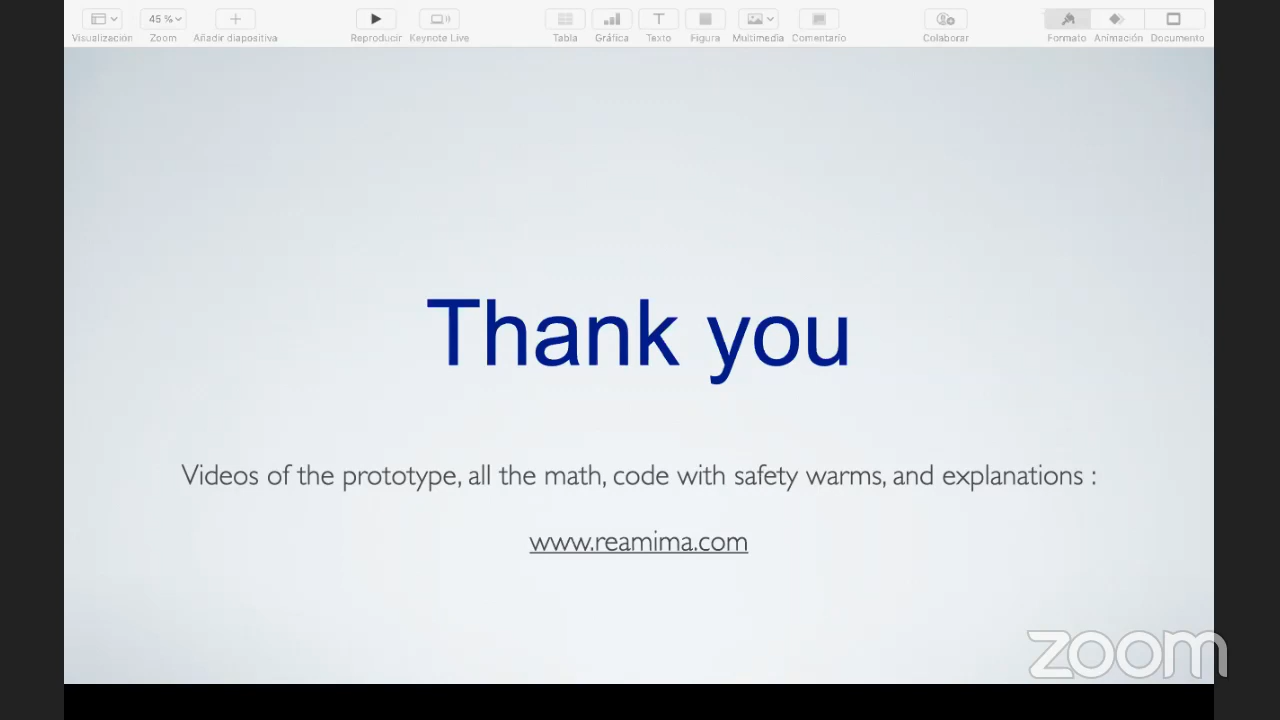 45 %
Visualización Zoom Añadir diapositiva Reproducir Keynote Live Tabla Gráfica Texto Figura Multimedia Comentario Colaborar Formato Animación Documento
Thank you
Videos of the prototype, all the math, code with safety warms, and explanations :
www.reamima.com
zoom